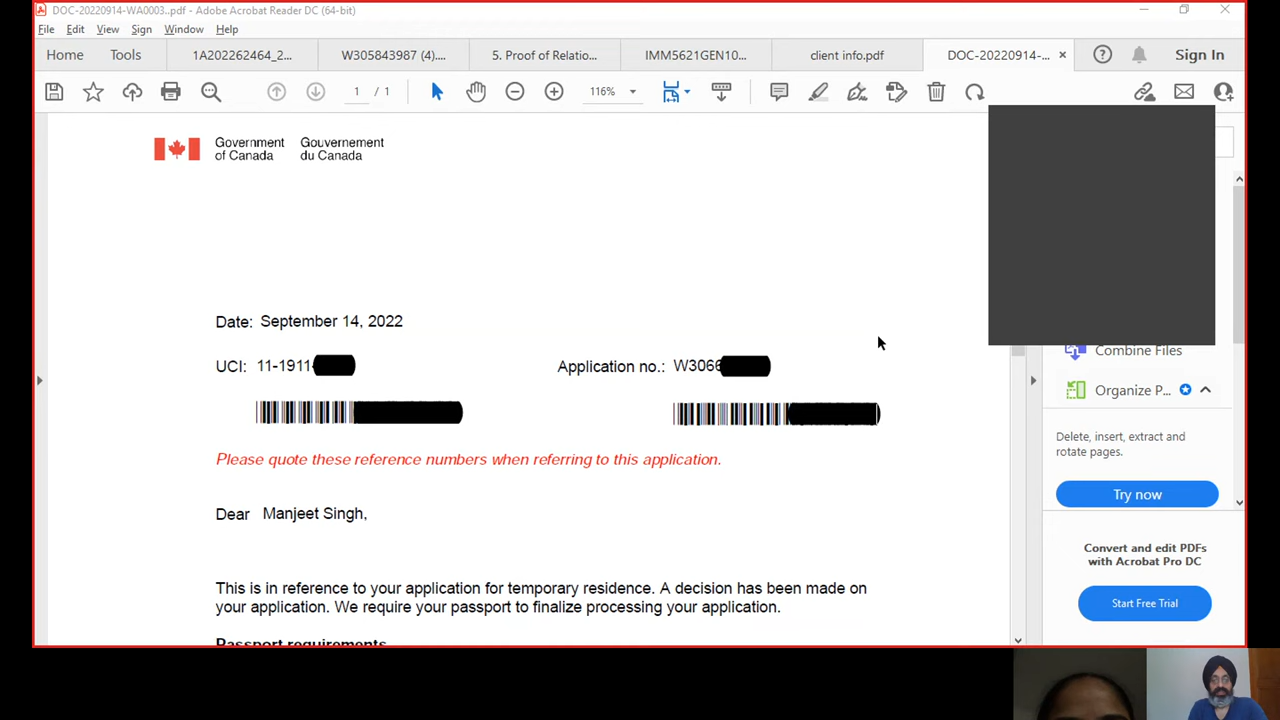 DOC-20220914-WA0003..pdf - Adobe Acrobat Reader DC (64-bit)
File Edit View Sign Window Help
Home Tools 1A202262464_2... W305843987 (4).... 5. Proof of Relatio... IMM5621GEN10... client info.pdf DOC-20220914-... × Sign In
1 / 1 116%
Government of Canada
Gouvernement du Canada
Date: September 14, 2022
UCI: 11-1911 Application no.: W3066
Please quote these reference numbers when referring to this application.
Dear Manjeet Singh,
This is in reference to your application for temporary residence. A decision has been made on
your application. We require your passport to finalize processing your application.
Passport requirements
Combine Files
Organize P...
Delete, insert, extract and
rotate pages.
Try now
Convert and edit PDFs
with Acrobat Pro DC
Start Free Trial